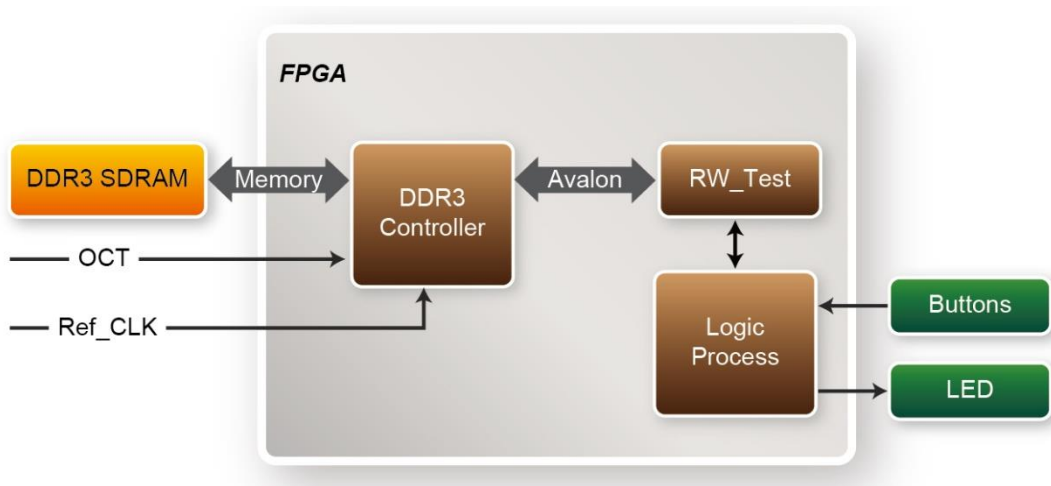 FPGA
DDR3 SDRAM
Memory
DDR3
Controller
Avalon
RW_Test
OCT
Ref_CLK
Logic
Process
Buttons
LED